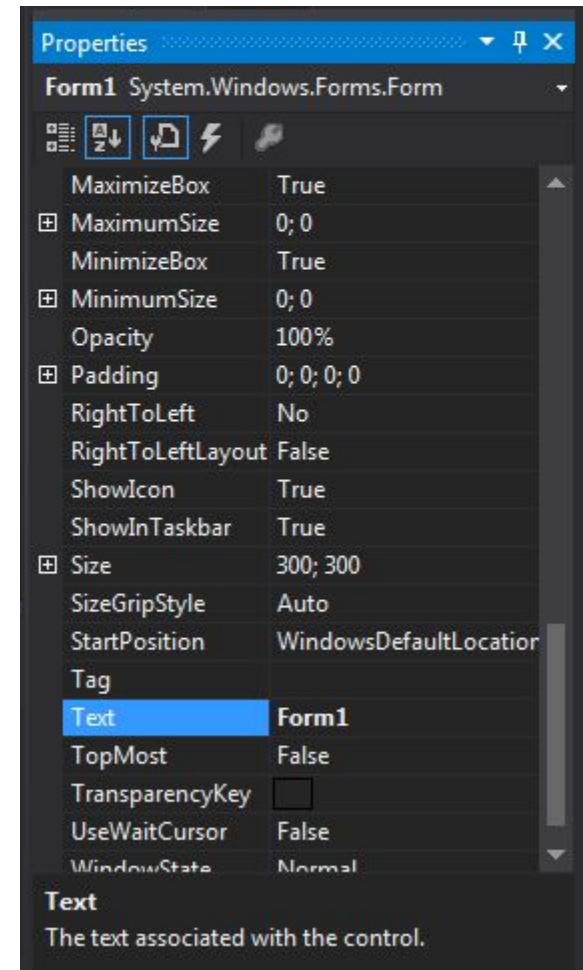 Properties
Form1 System.Windows.Forms.Form
MaximizeBox True
MaximumSize 0; 0
MinimizeBox True
MinimumSize 0; 0
Opacity 100%
Padding 0; 0; 0; 0
RightToLeft No
RightToLeftLayout False
ShowIcon True
ShowInTaskbar True
Size 300; 300
SizeGripStyle Auto
StartPosition WindowsDefaultLocation
Tag
Text Form1
TopMost False
TransparencyKey
UseWaitCursor False
WindowState Normal
Text
The text associated with the control.